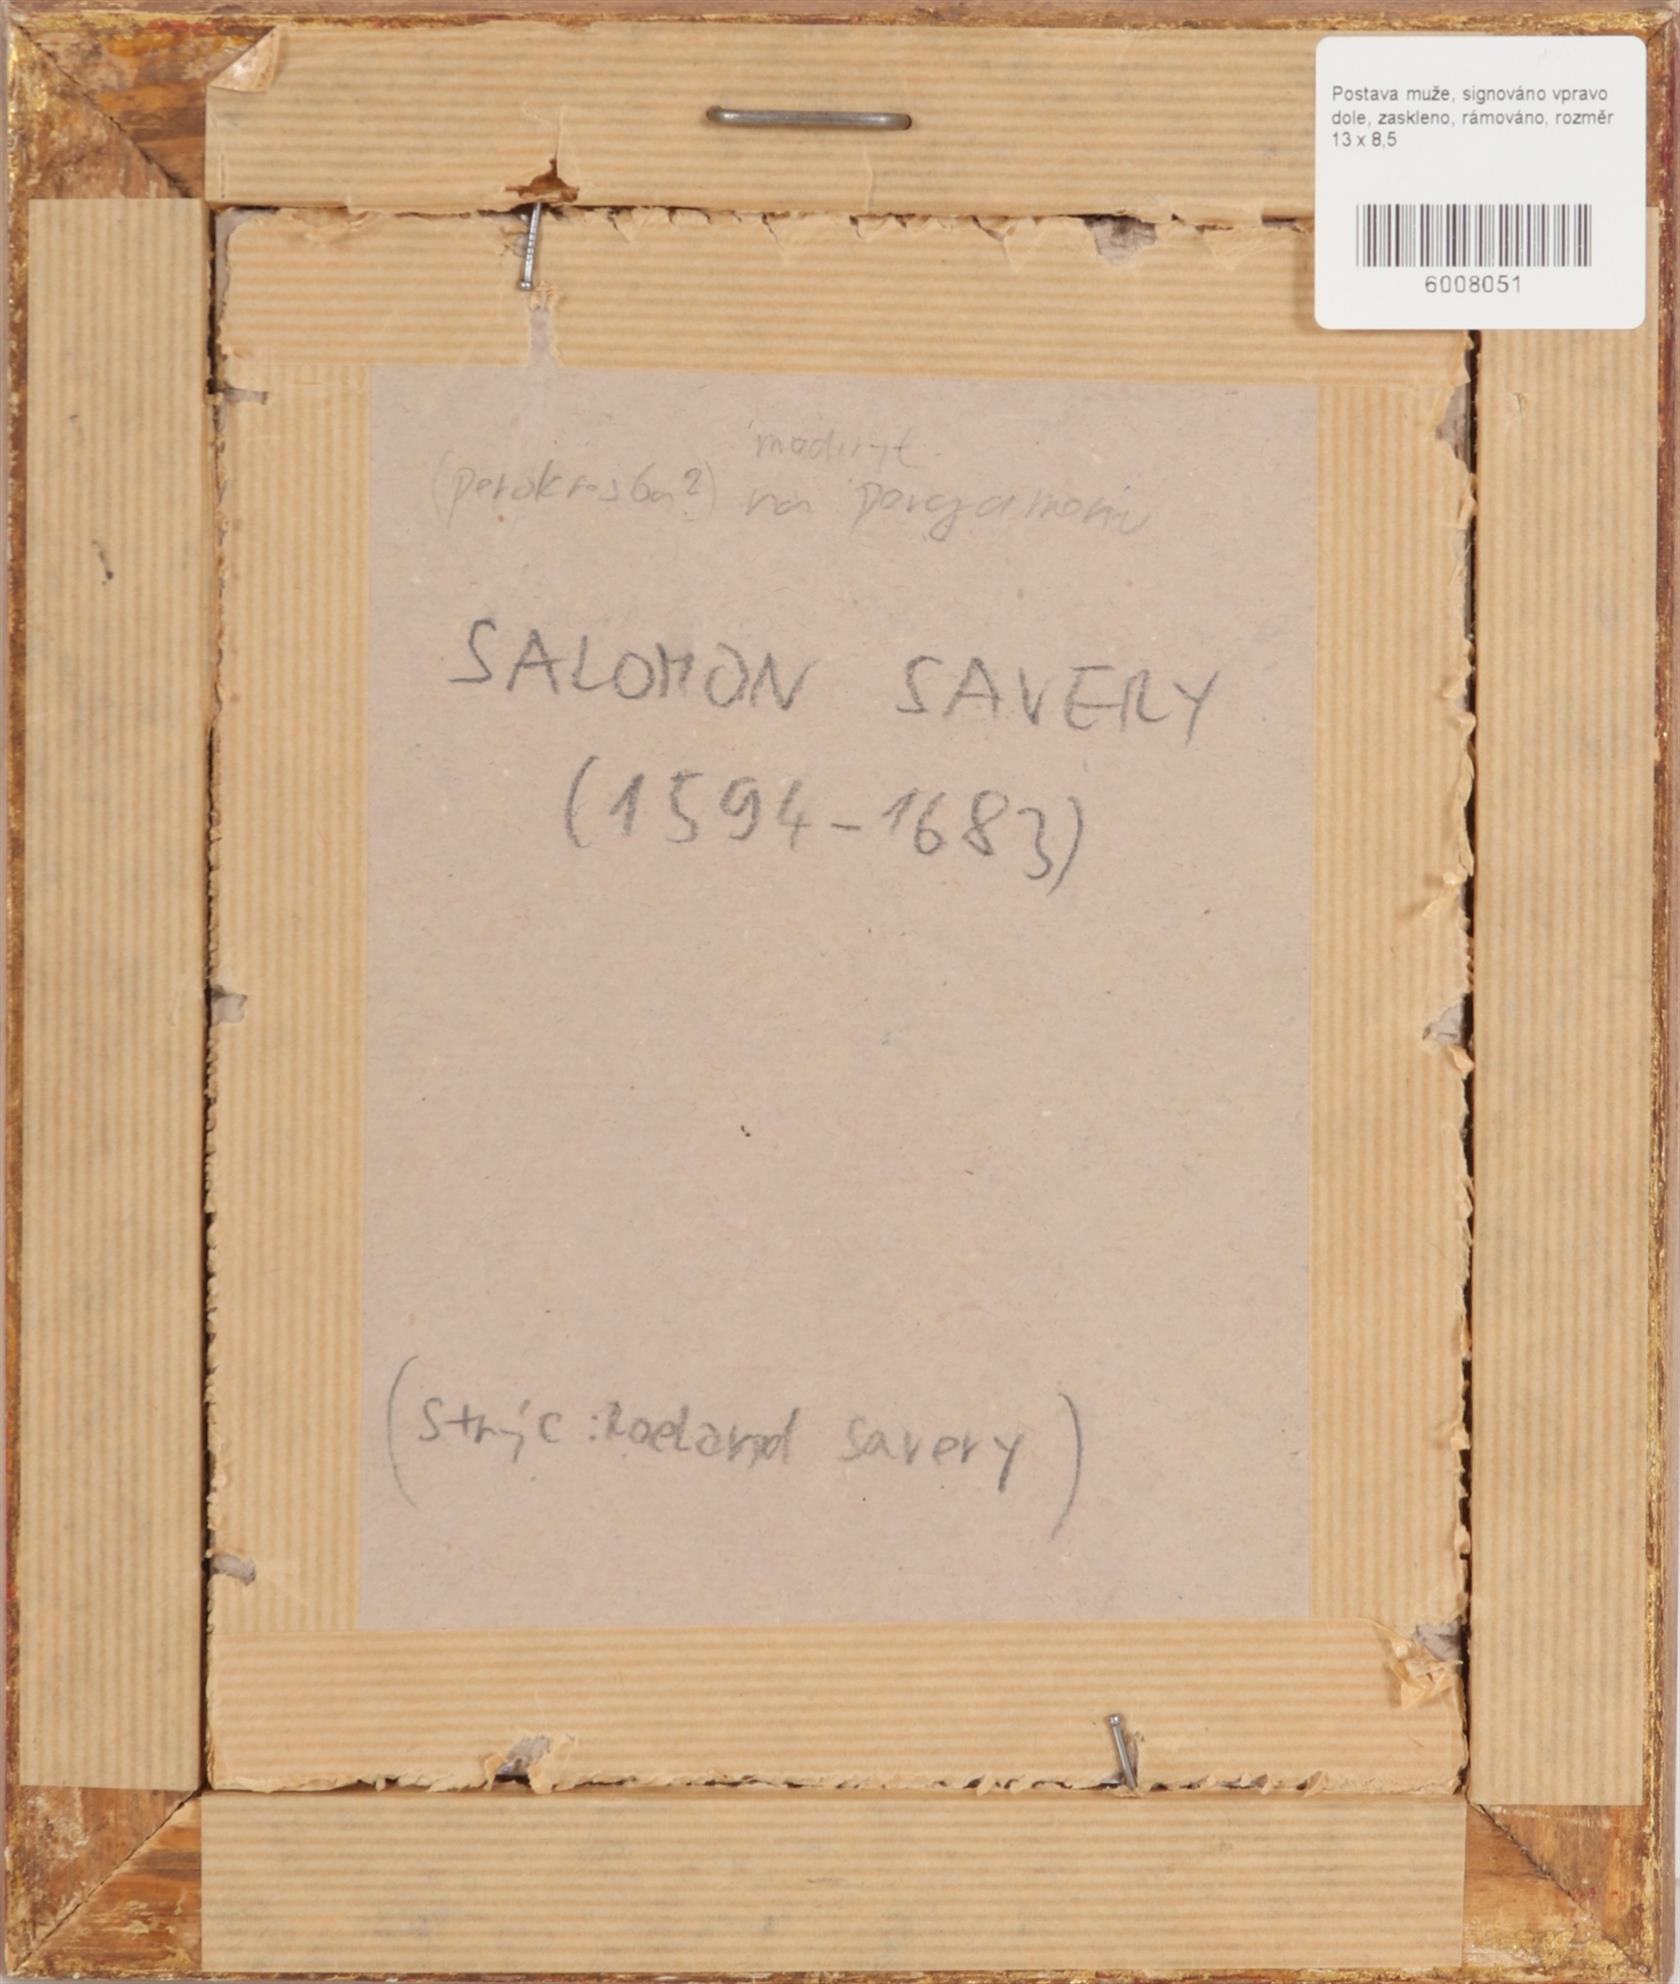 Postava muže, signováno vpravo
dole, zaskleno, rámováno, rozměr
13 x 8,5
6008051
mědiryt
(perokresba?) na pergamenu
SALOMON SAVERY
(1594-1683)
(strýc: Roeland Savery)